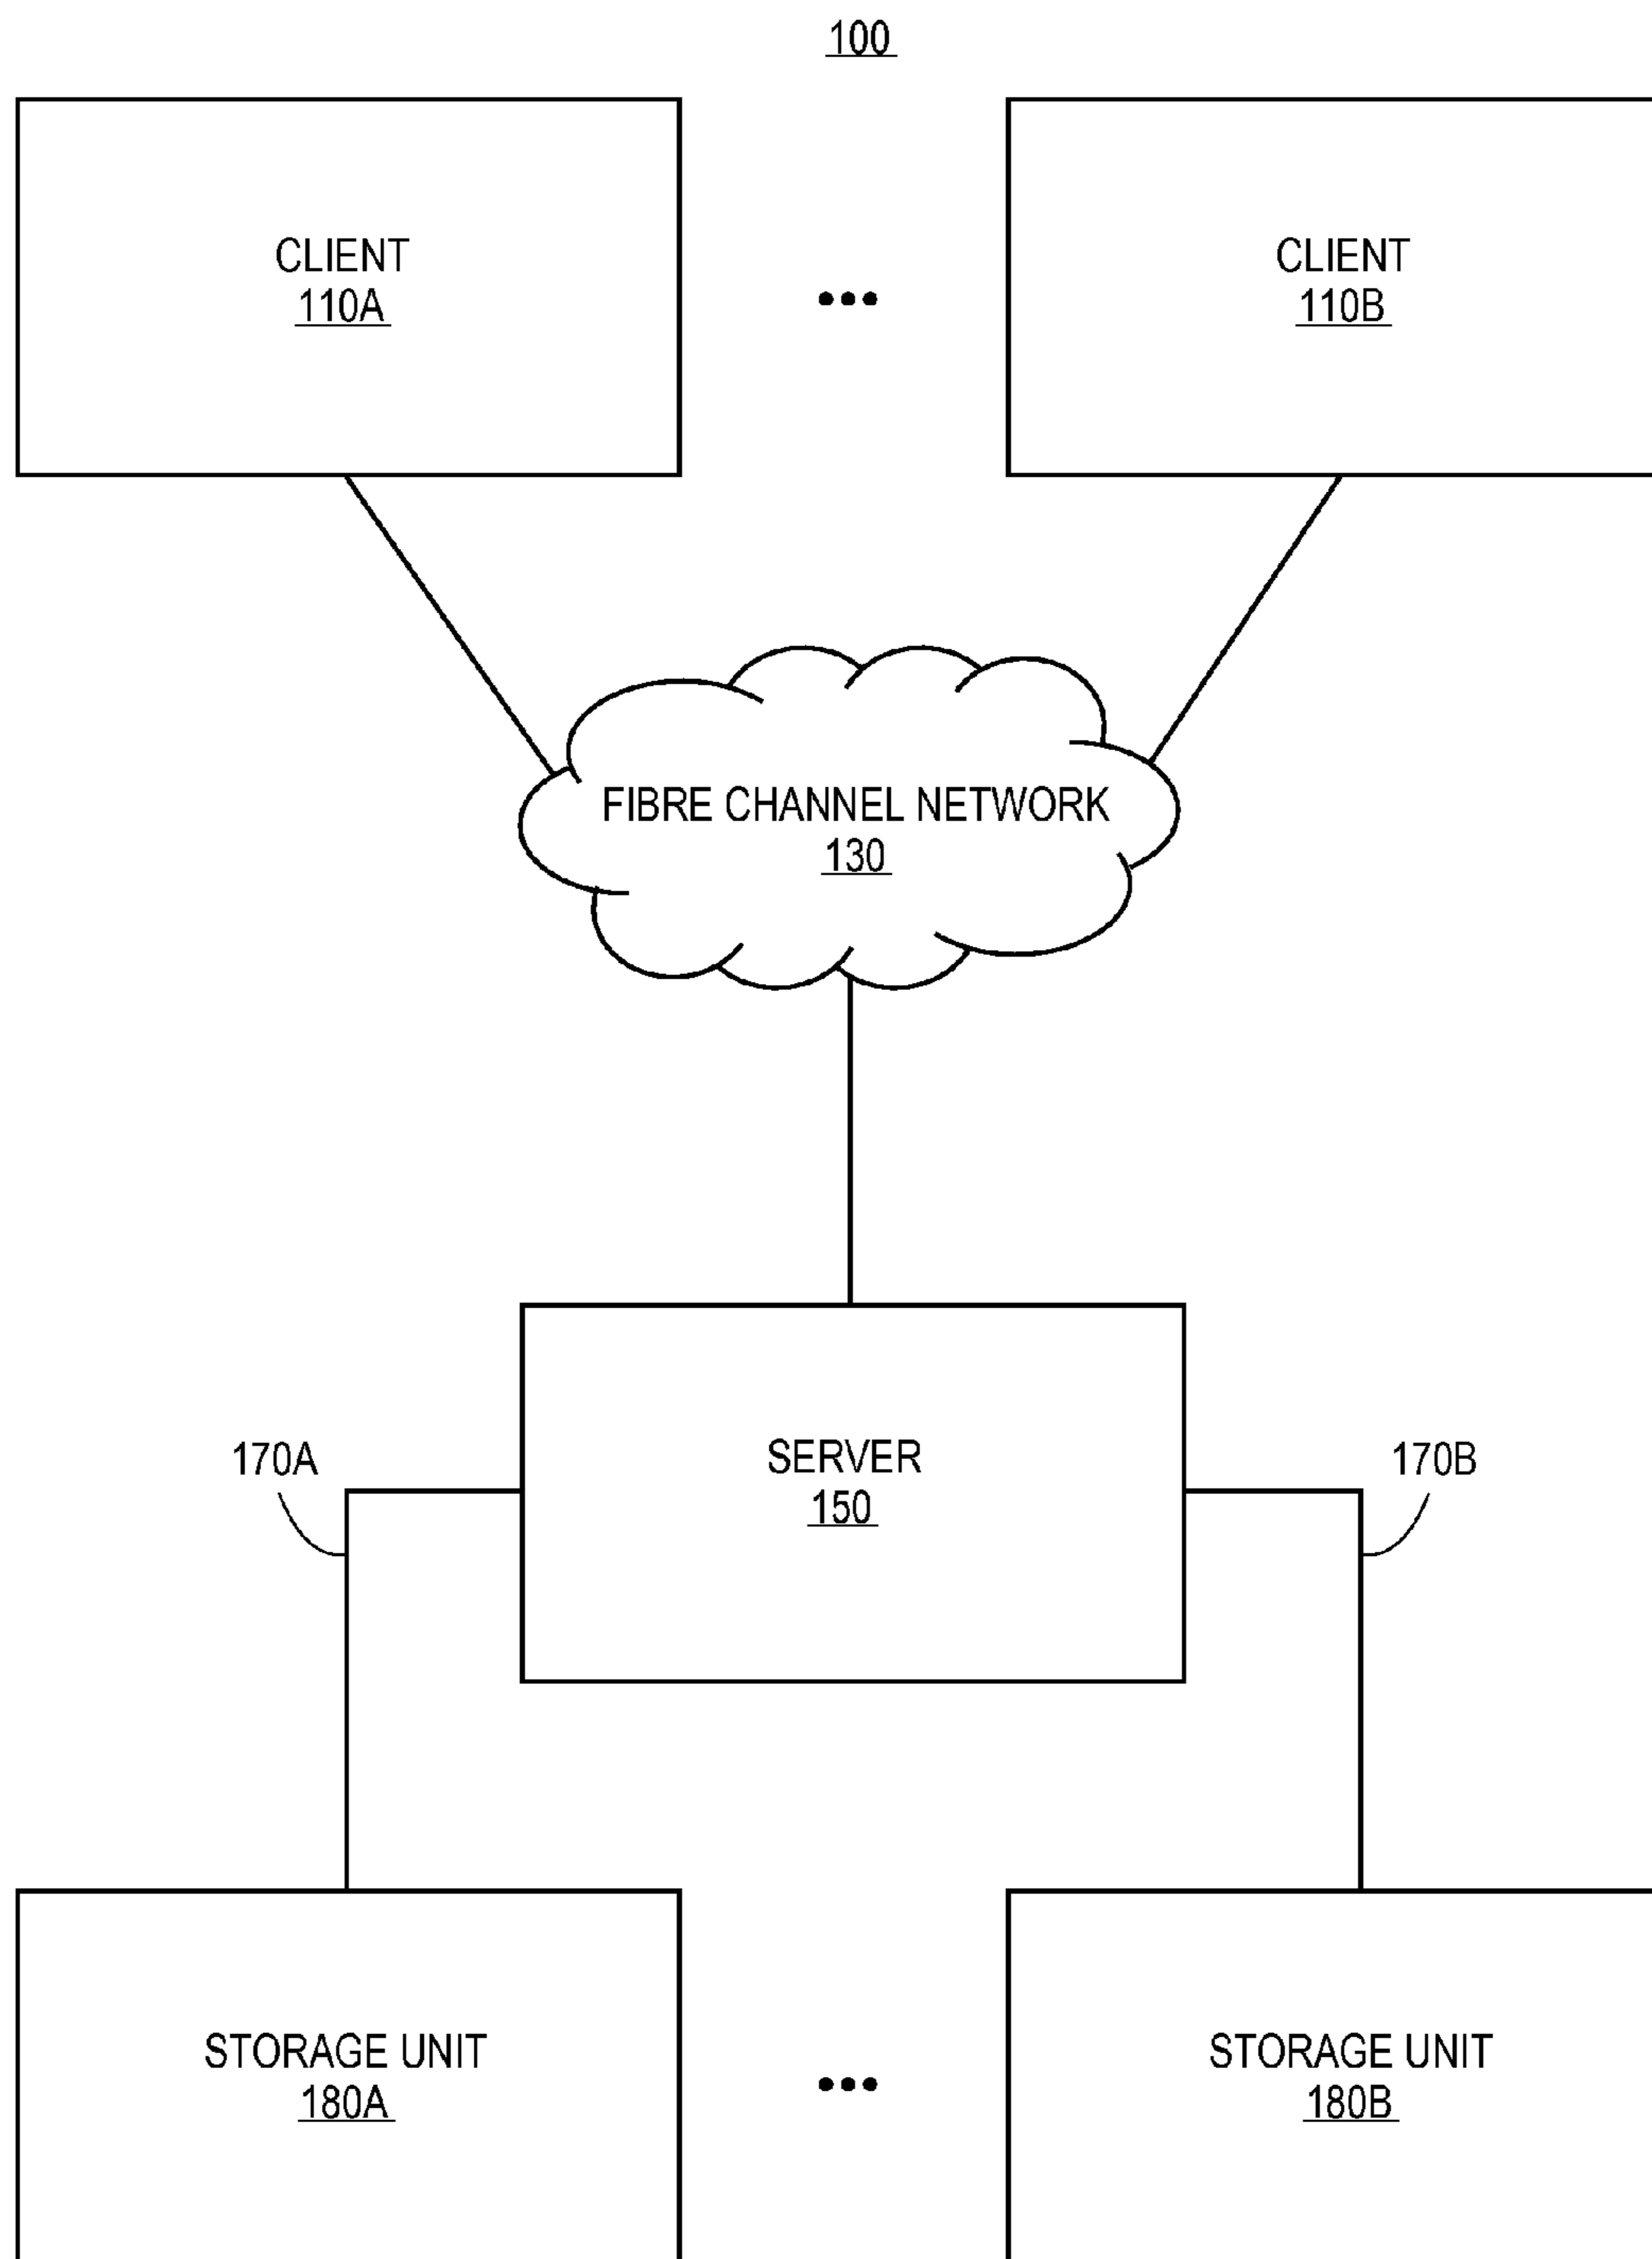 100
CLIENT
110A
...
CLIENT
110B
FIBRE CHANNEL NETWORK
130
170A
SERVER
150
170B
STORAGE UNIT
180A
...
STORAGE UNIT
180B